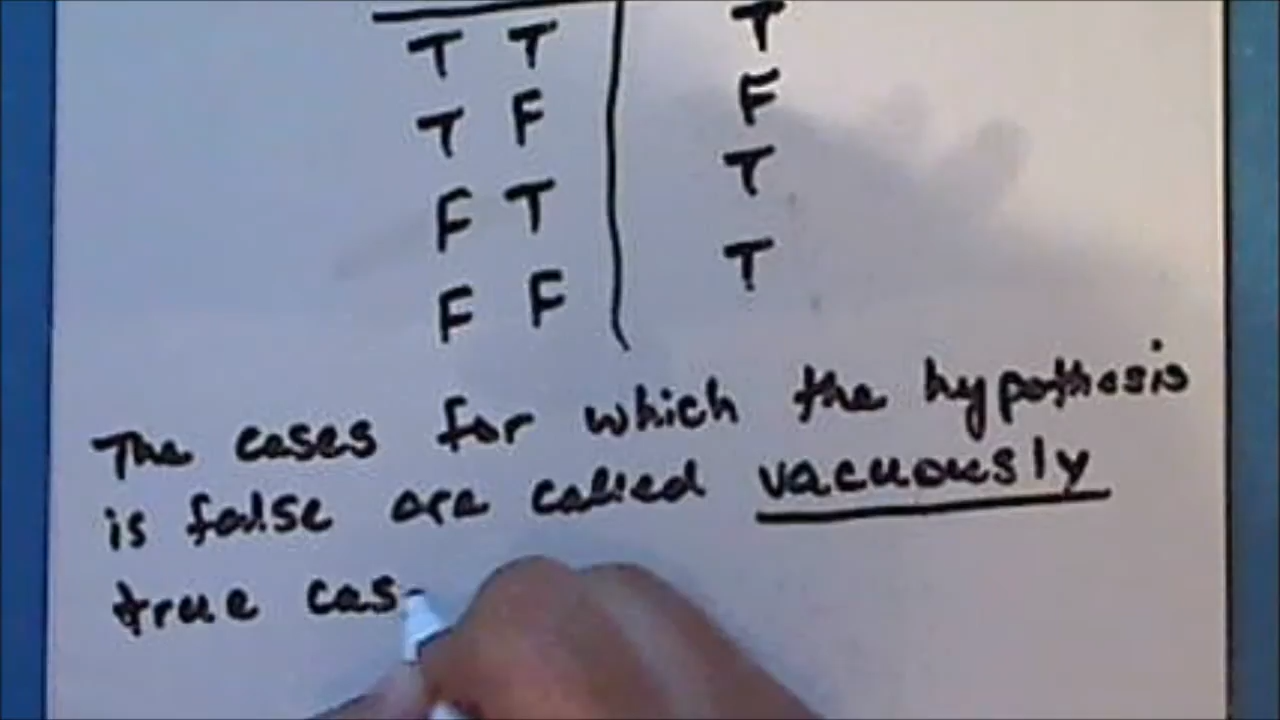 T T T
T F F
F T T
F F T
The cases for which the hypothesis
is false are called vacuously
true cas